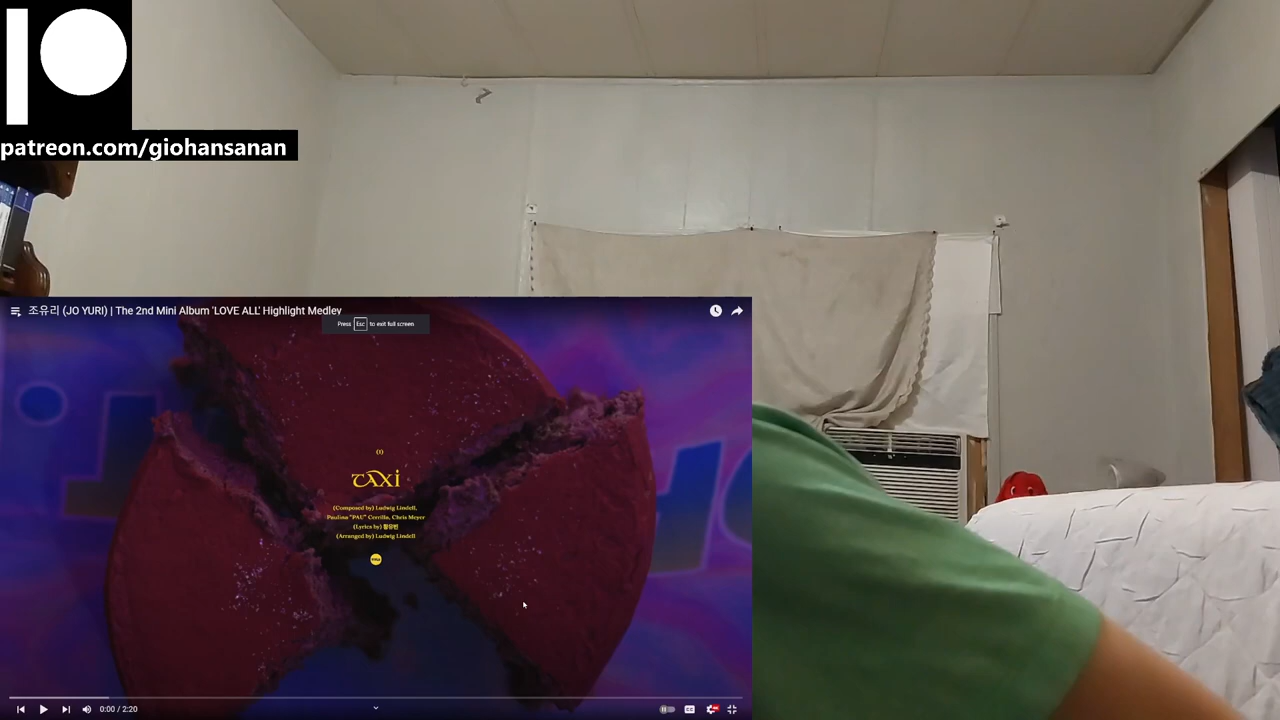 patreon.com/giohansanan
조유리 (JO YURI) | The 2nd Mini Album 'LOVE ALL' Highlight Medley
Press Esc to exit full screen
(1)
TAXI
(Composed by) Ludwig Lindell,
Paulina "PAU" Cerrilla, Chris Meyer
(Lyrics by) 황유빈
(Arranged by) Ludwig Lindell
0:00 / 2:20